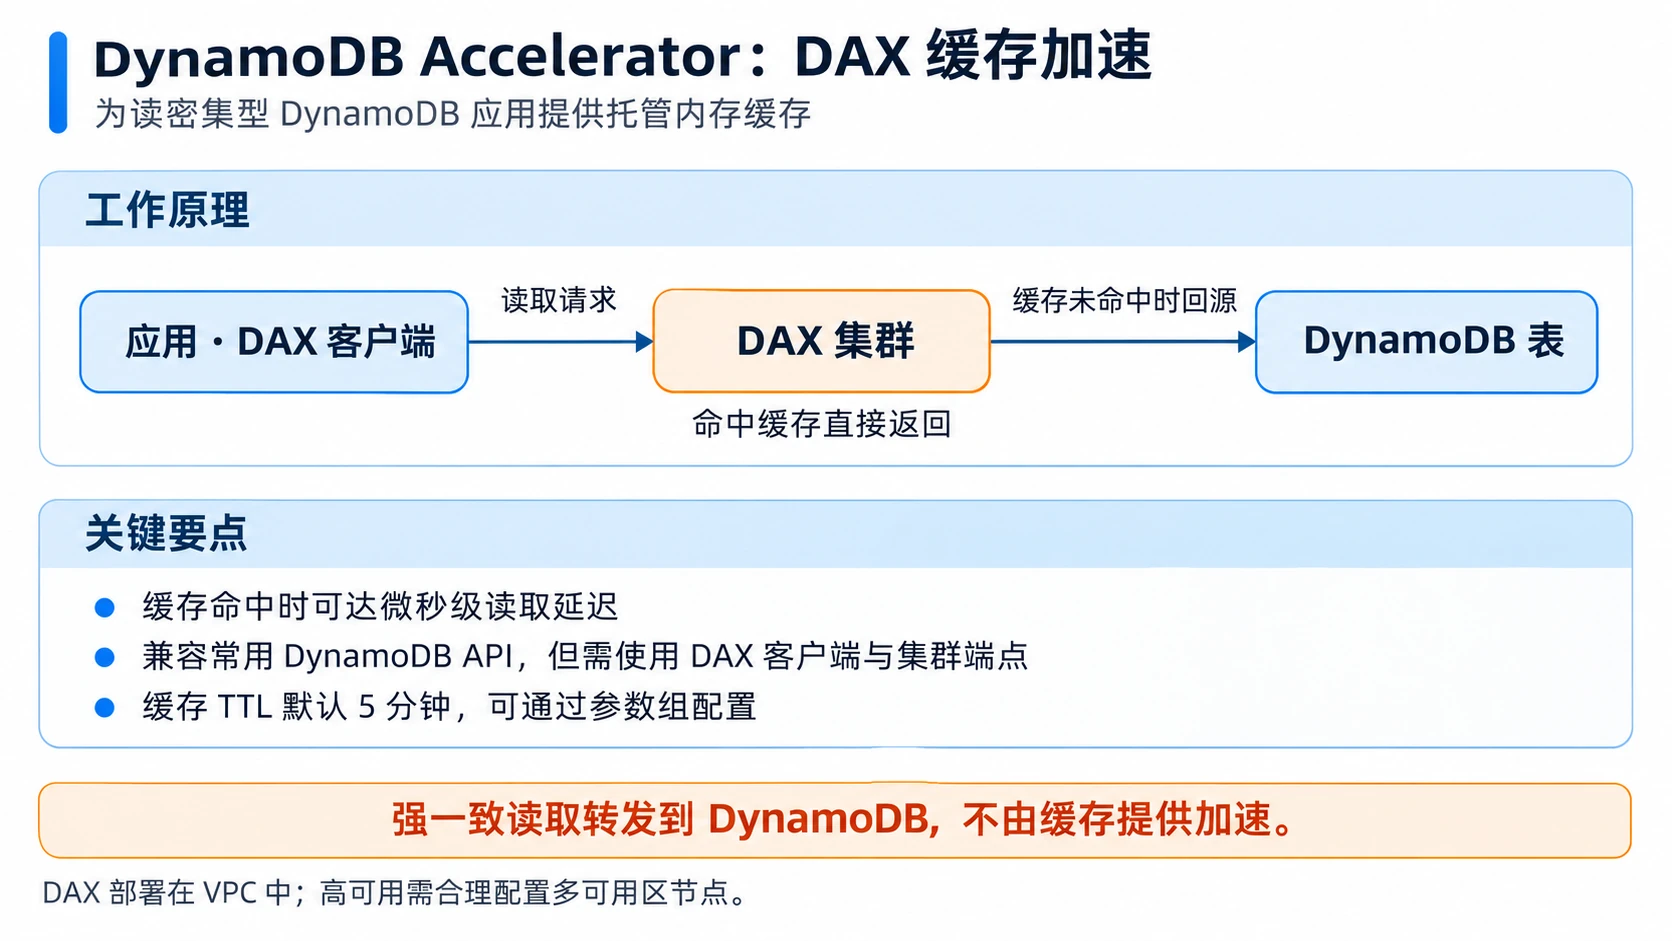 DynamoDB Accelerator：DAX 缓存加速
为读密集型 DynamoDB 应用提供托管内存缓存
工作原理
应用・DAX 客户端
读取请求
DAX 集群
缓存未命中时回源
DynamoDB 表
命中缓存直接返回
关键要点
缓存命中时可达微秒级读取延迟
兼容常用 DynamoDB API，但需使用 DAX 客户端与集群端点
缓存 TTL 默认 5 分钟，可通过参数组配置
强一致读取转发到 DynamoDB，不由缓存提供加速。
DAX 部署在 VPC 中；高可用需合理配置多可用区节点。